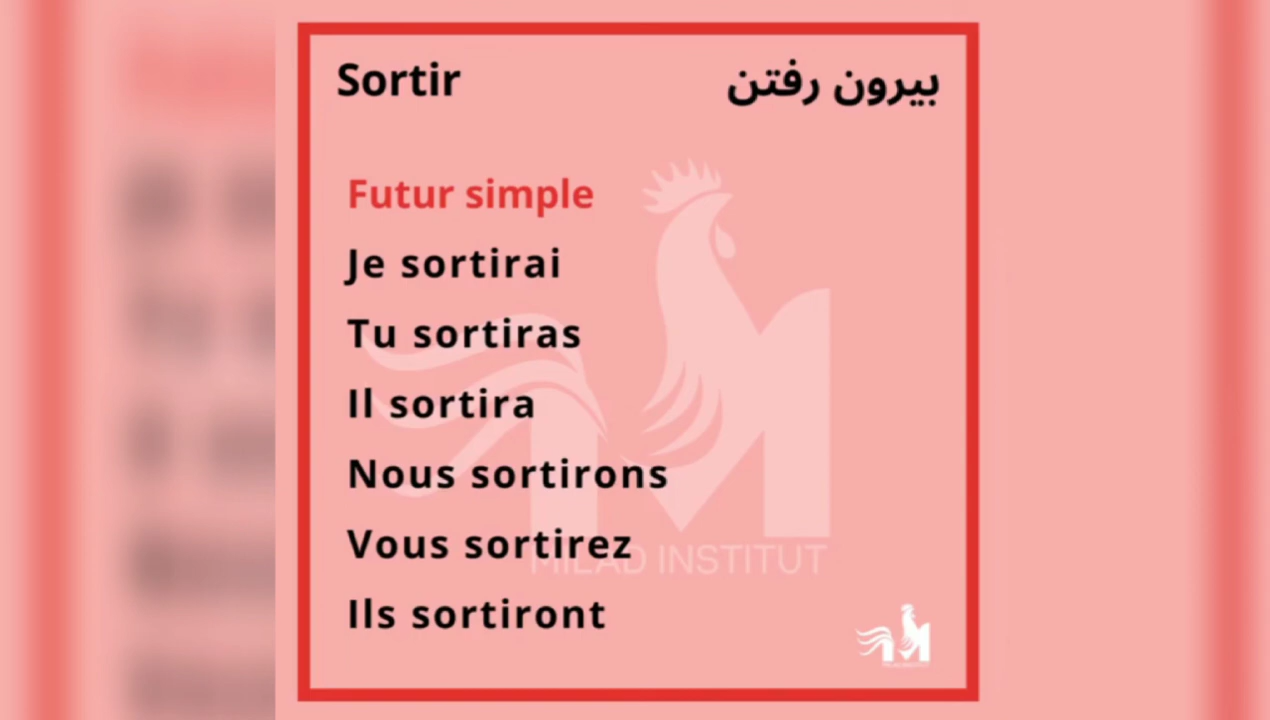 Sortir بیرون رفتن
Futur simple
Je sortirai
Tu sortiras
Il sortira
Nous sortirons
Vous sortirez
Ils sortiront
MILAD INSTITUT